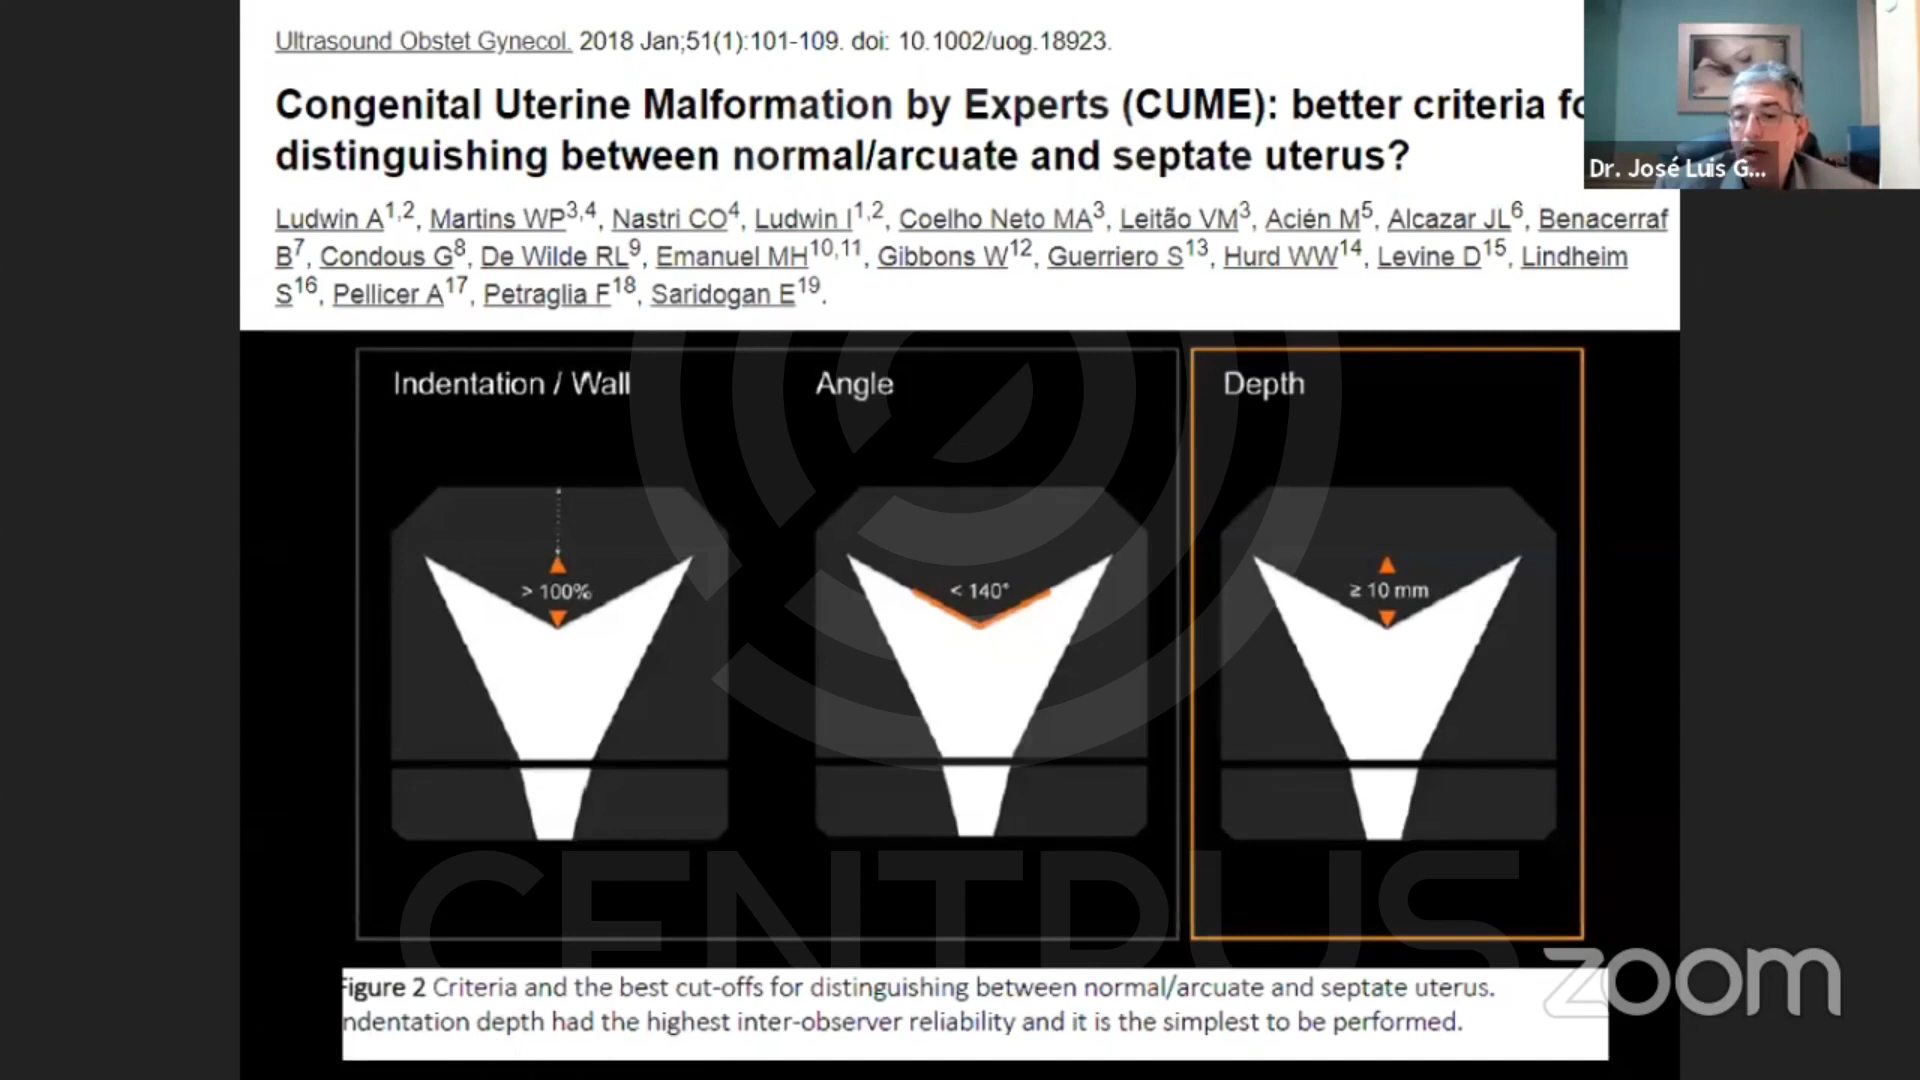 Ultrasound Obstet Gynecol. 2018 Jan;51(1):101-109. doi: 10.1002/uog.18923.
Congenital Uterine Malformation by Experts (CUME): better criteria fo
distinguishing between normal/arcuate and septate uterus?
Dr. José Luis G...
Ludwin A1,2, Martins WP3,4, Nastri CO4, Ludwin I1,2, Coelho Neto MA3, Leitão VM3, Acién M5, Alcazar JL6, Benacerraf
B7, Condous G8, De Wilde RL9, Emanuel MH10,11, Gibbons W12, Guerriero S13, Hurd WW14, Levine D15, Lindheim
S16, Pellicer A17, Petraglia F18, Saridogan E19.
Indentation / Wall
Angle
Depth
> 100%
< 140°
≥ 10 mm
CENTRUS
Figure 2 Criteria and the best cut-offs for distinguishing between normal/arcuate and septate uterus.
ndentation depth had the highest inter-observer reliability and it is the simplest to be performed.
zoom